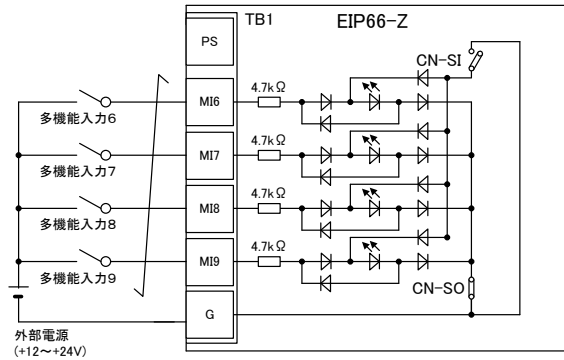 TB1
EIP66-Z
PS
CN-SI
MI6
4.7kΩ
多機能入力6
MI7
4.7kΩ
多機能入力7
MI8
4.7kΩ
多機能入力8
MI9
4.7kΩ
多機能入力9
CN-SO
G
外部電源
(+12～+24V)